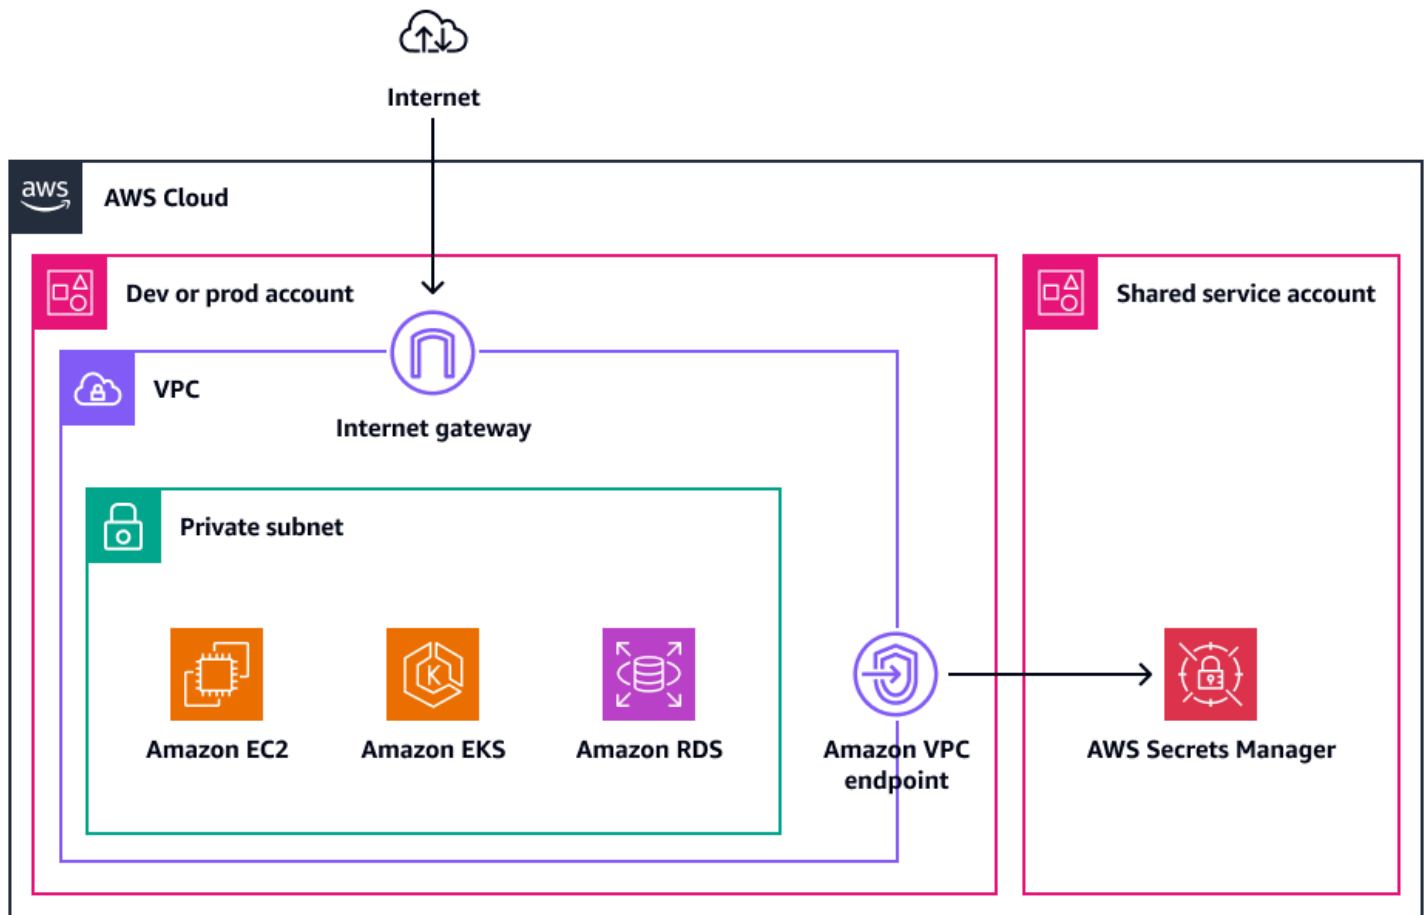 Internet
aws
AWS Cloud
Dev or prod account
Shared service account
VPC
Internet gateway
Private subnet
K
Amazon EC2
Amazon EKS
Amazon RDS
Amazon VPC
endpoint
AWS Secrets Manager